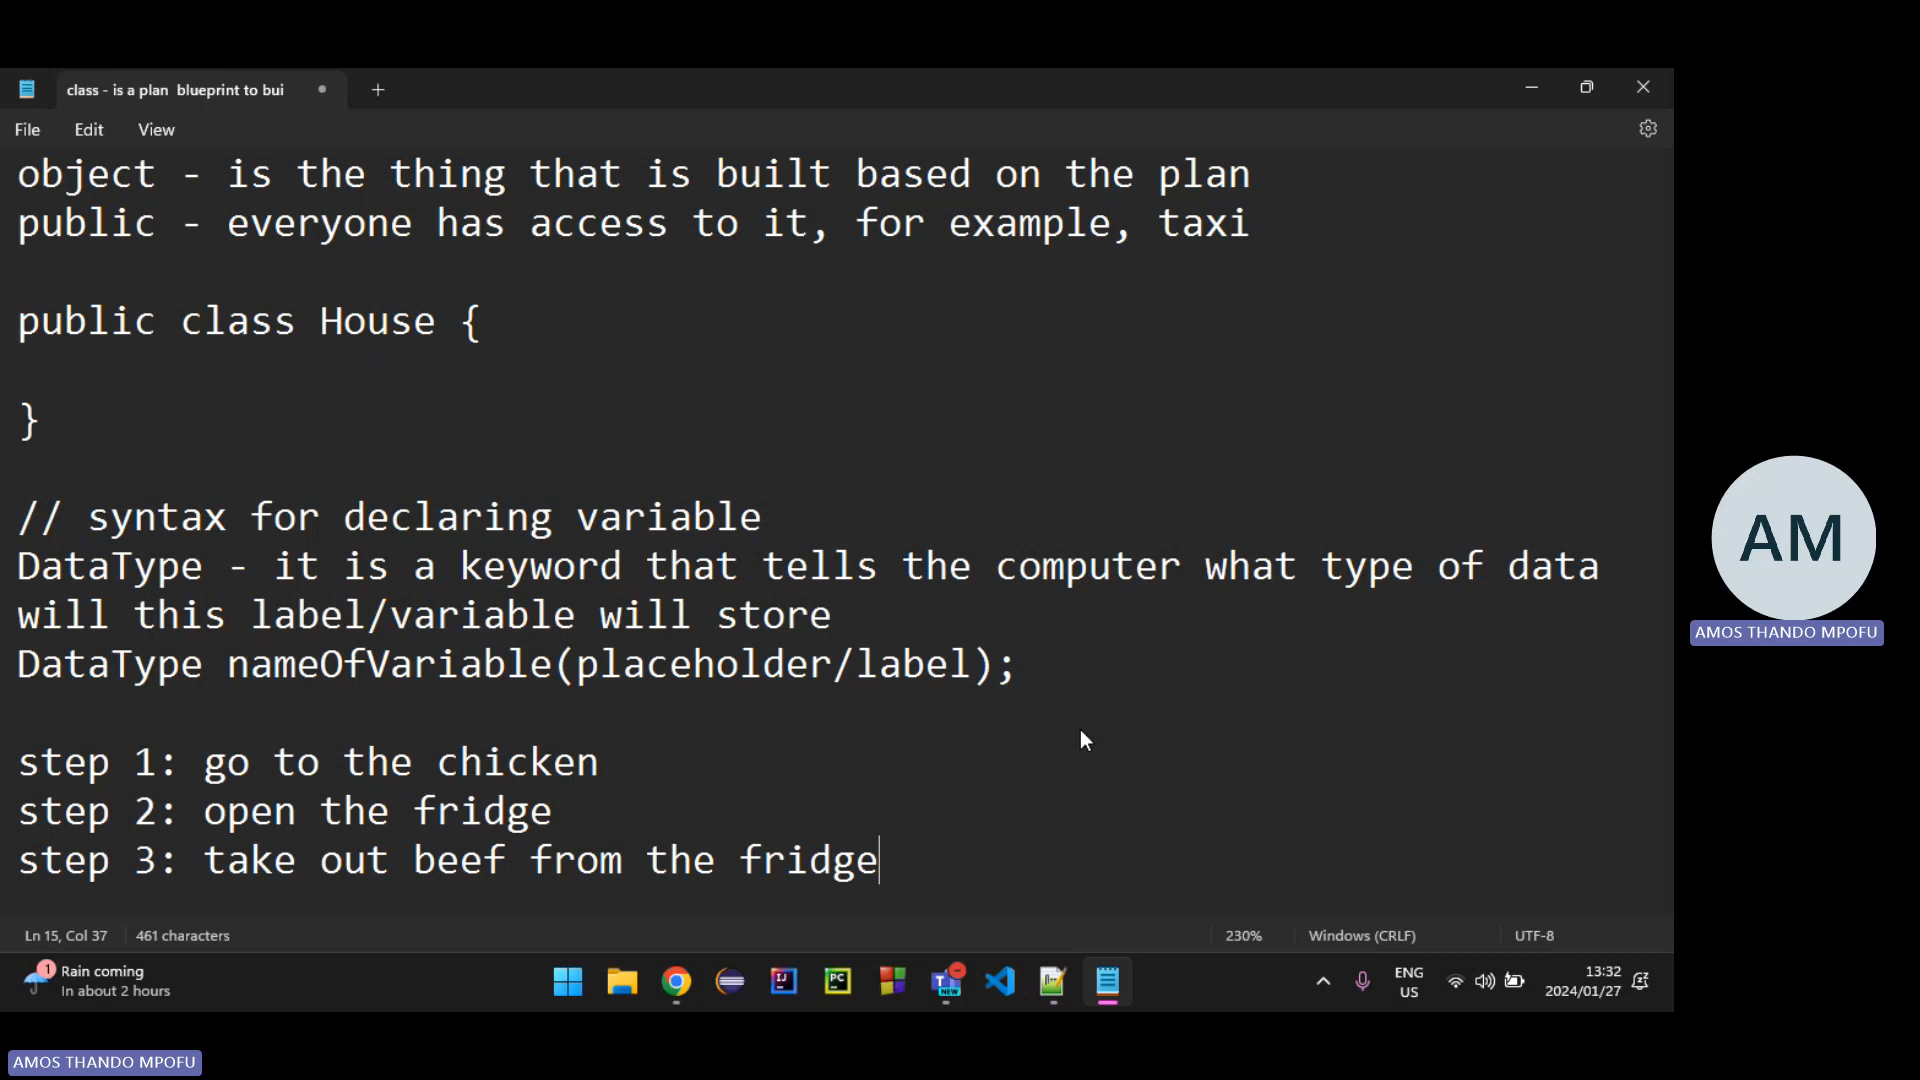 class - is a plan  blueprint to bui
File Edit View
object - is the thing that is built based on the plan
public - everyone has access to it, for example, taxi
public class House {
}
// syntax for declaring variable
DataType - it is a keyword that tells the computer what type of data
will this label/variable will store
DataType nameOfVariable(placeholder/label);
step 1: go to the chicken
step 2: open the fridge
step 3: take out beef from the fridge
Ln 15, Col 37 461 characters 230% Windows (CRLF) UTF-8
1 Rain coming
In about 2 hours
IJ
PC
NEW
ENG
US
13:32
2024/01/27
AM
AMOS THANDO MPOFU
AMOS THANDO MPOFU